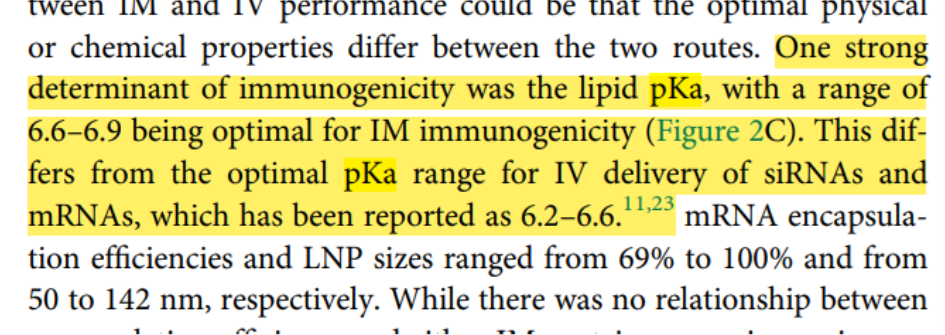 tween IM and IV performance could be that the optimal physical
or chemical properties differ between the two routes. One strong
determinant of immunogenicity was the lipid pKa, with a range of
6.6–6.9 being optimal for IM immunogenicity (Figure 2C). This dif-
fers from the optimal pKa range for IV delivery of siRNAs and
mRNAs, which has been reported as 6.2–6.6.11,23 mRNA encapsula-
tion efficiencies and LNP sizes ranged from 69% to 100% and from
50 to 142 nm, respectively. While there was no relationship between